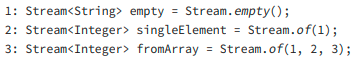 1: Stream<String> empty = Stream.empty();
2: Stream<Integer> singleElement = Stream.of(1);
3: Stream<Integer> fromArray = Stream.of(1, 2, 3);